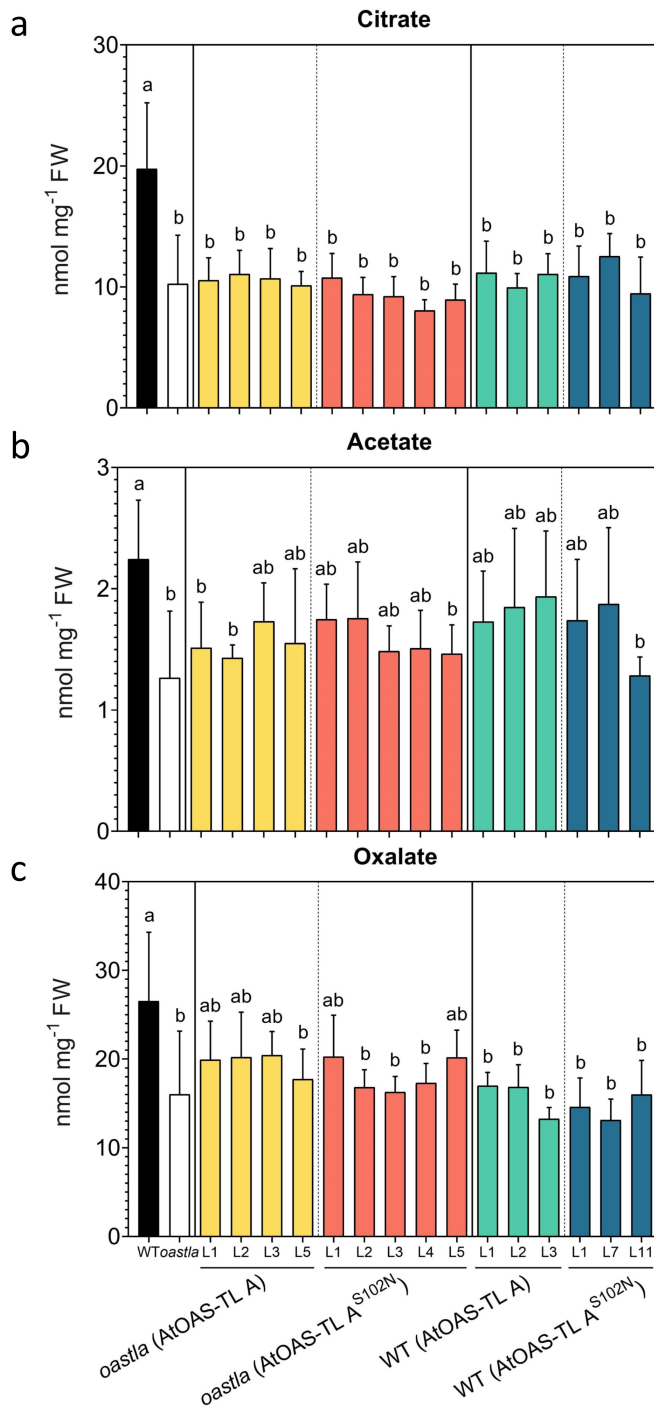 a
Citrate
nmol mg⁻¹ FW
30
20
10
0
a b b b b b b b b b b b b b b b b
b
Acetate
nmol mg⁻¹ FW
3
2
1
0
a b b b ab ab ab ab ab ab b ab ab ab ab ab b
c
Oxalate
nmol mg⁻¹ FW
40
30
20
10
0
a b ab ab ab b ab b b b ab b b b b b b
WT oastla L1 L2 L3 L5 L1 L2 L3 L4 L5 L1 L2 L3 L1 L7 L11
oastla (AtOAS-TL A)
oastla (AtOAS-TL A^S102N)
WT (AtOAS-TL A)
WT (AtOAS-TL A^S102N)